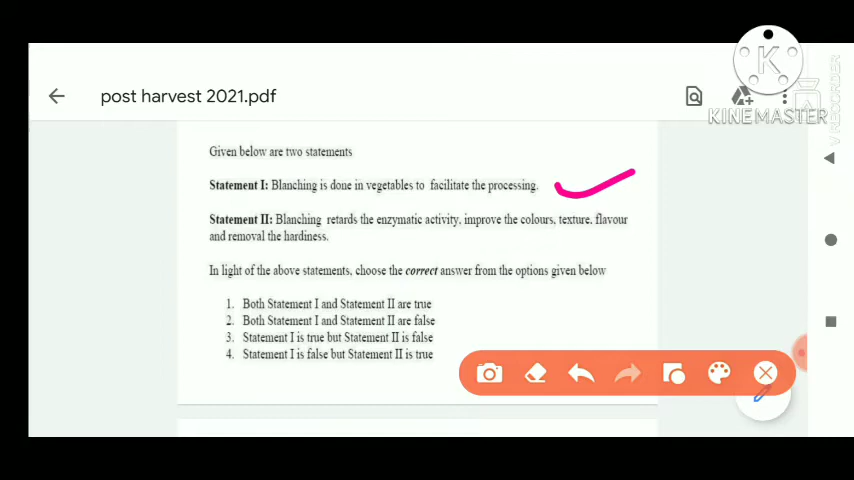 post harvest 2021.pdf
K
KINEMASTER
V RECORDER
Given below are two statements
Statement I: Blanching is done in vegetables to facilitate the processing.
Statement II: Blanching retards the enzymatic activity, improve the colours, texture, flavour
and removal the hardiness.
In light of the above statements, choose the correct answer from the options given below
1. Both Statement I and Statement II are true
2. Both Statement I and Statement II are false
3. Statement I is true but Statement II is false
4. Statement I is false but Statement II is true